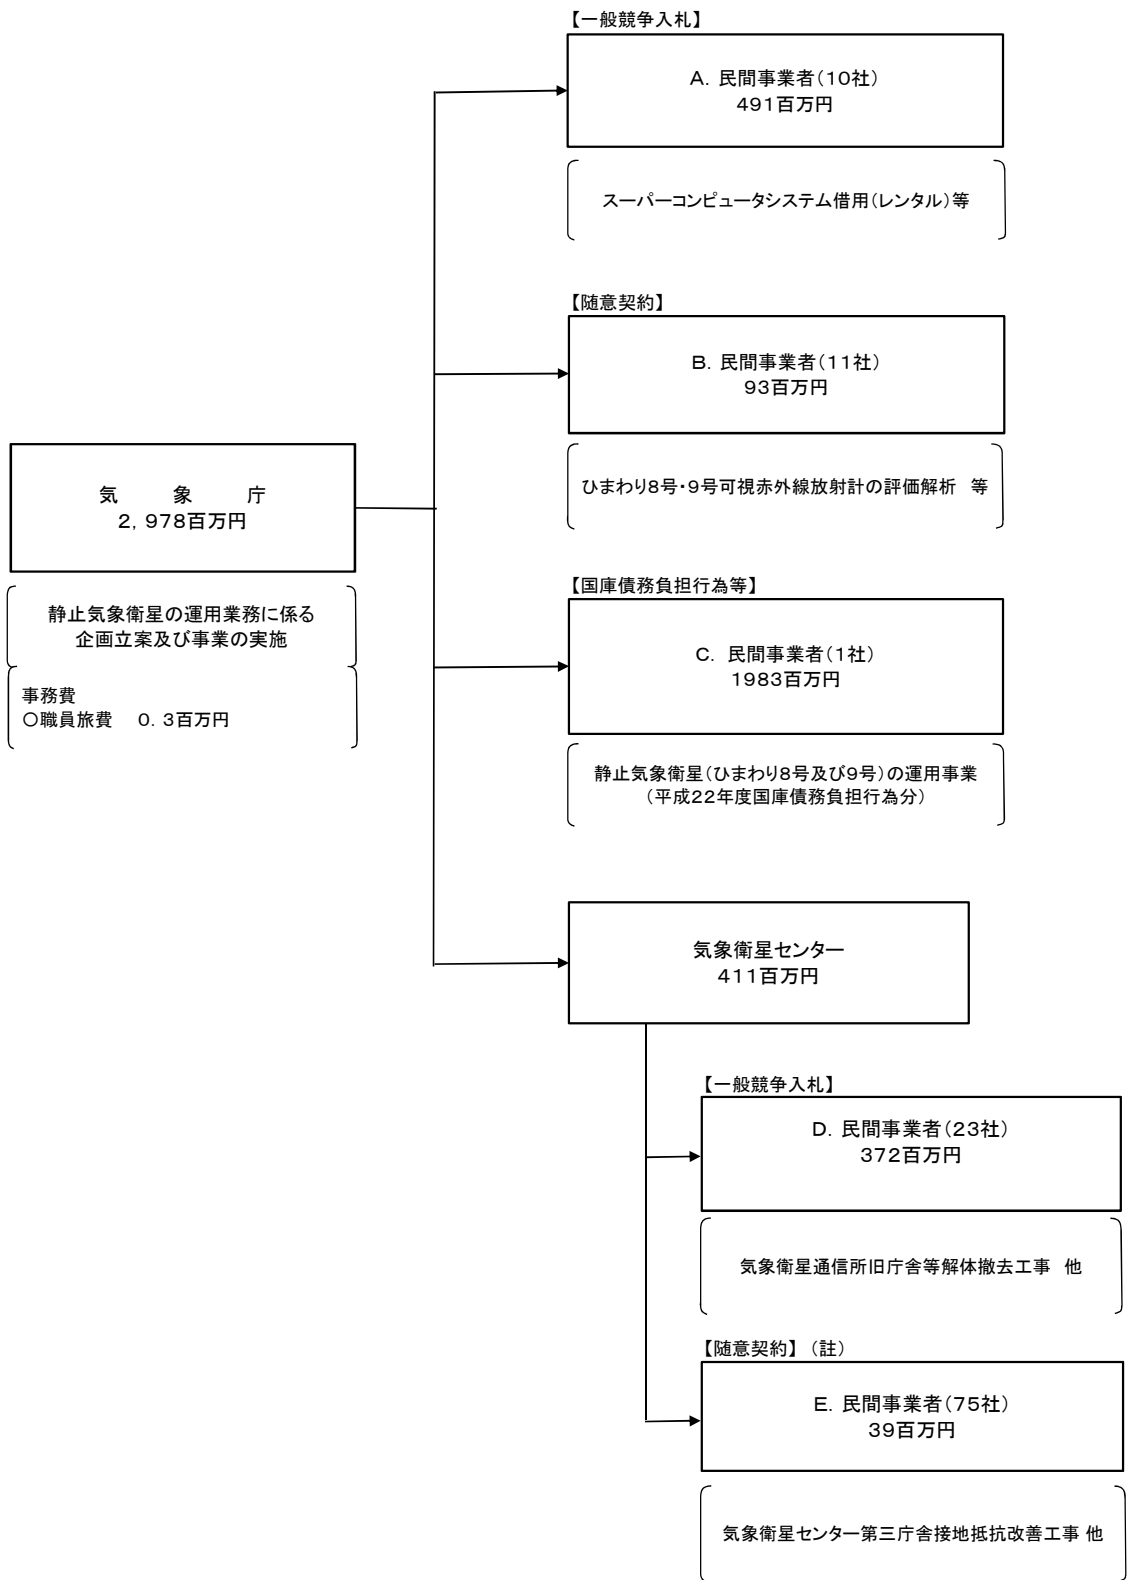 【一般競争入札】
A. 民間事業者(10社)
491百万円
スーパーコンピュータシステム借用(レンタル)等
【随意契約】
B. 民間事業者(11社)
93百万円
ひまわり8号・9号可視赤外線放射計の評価解析 等
気 象 庁
2,978百万円
静止気象衛星の運用業務に係る
企画立案及び事業の実施
事務費
○職員旅費 0.3百万円
【国庫債務負担行為等】
C. 民間事業者(1社)
1983百万円
静止気象衛星(ひまわり8号及び9号)の運用事業
(平成22年度国庫債務負担行為分)
気象衛星センター
411百万円
【一般競争入札】
D. 民間事業者(23社)
372百万円
気象衛星通信所旧庁舎等解体撤去工事 他
【随意契約】(註)
E. 民間事業者(75社)
39百万円
気象衛星センター第三庁舎接地抵抗改善工事 他